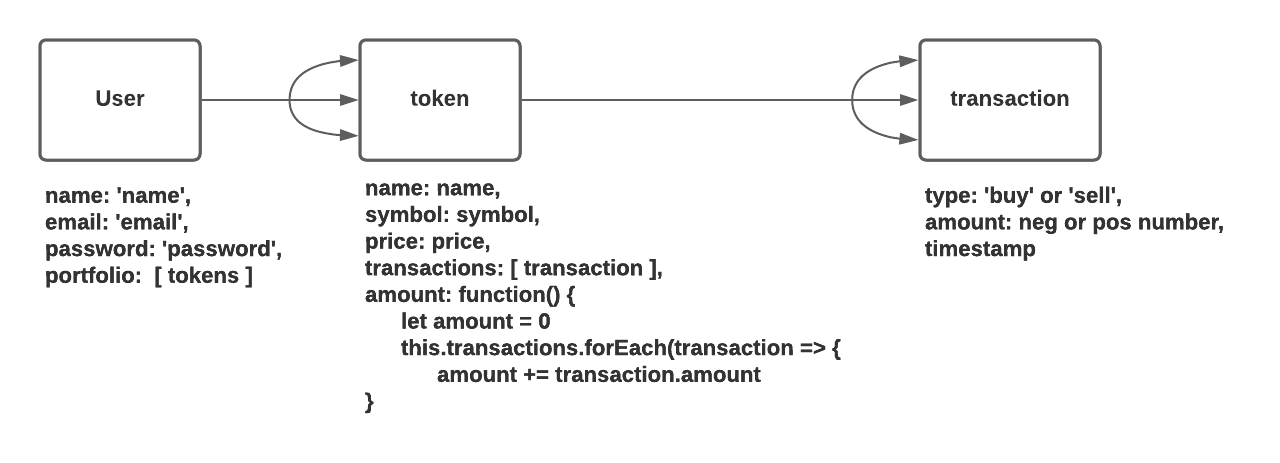 User
token
transaction
name: 'name',
email: 'email',
password: 'password',
portfolio:  [ tokens ]
name: name,
symbol: symbol,
price: price,
transactions: [ transaction ],
amount: function() {
let amount = 0
this.transactions.forEach(transaction => {
amount += transaction.amount
}
type: 'buy' or 'sell',
amount: neg or pos number,
timestamp